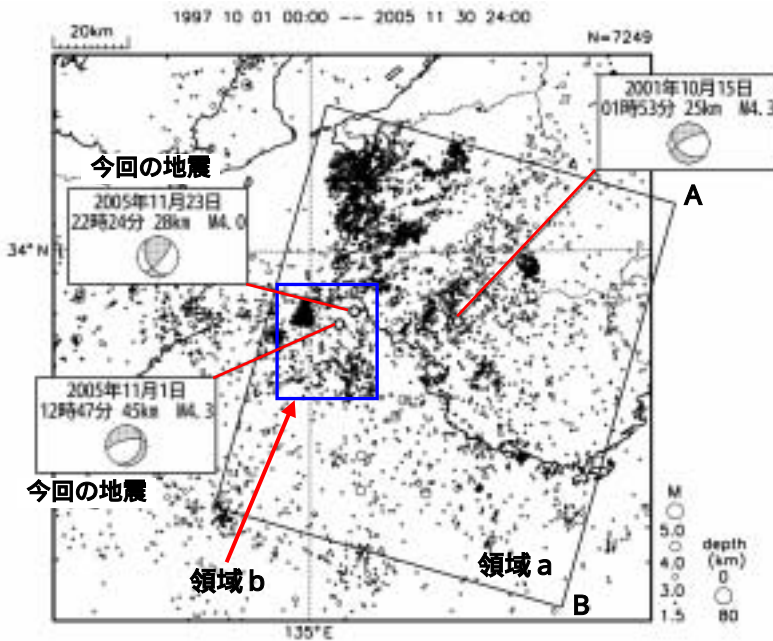 1997 10 01 00:00 -- 2005 11 30 24:00
20km
N=7249
2001年10月15日
01時53分 25km M4.3
今回の地震
2005年11月23日
22時24分 28km M4.0
A
34°N
2005年11月1日
12時47分 45km M4.3
今回の地震
領域b
領域a
B
135°E
M
5.0
4.0
3.0
1.5
depth
(km)
0
80